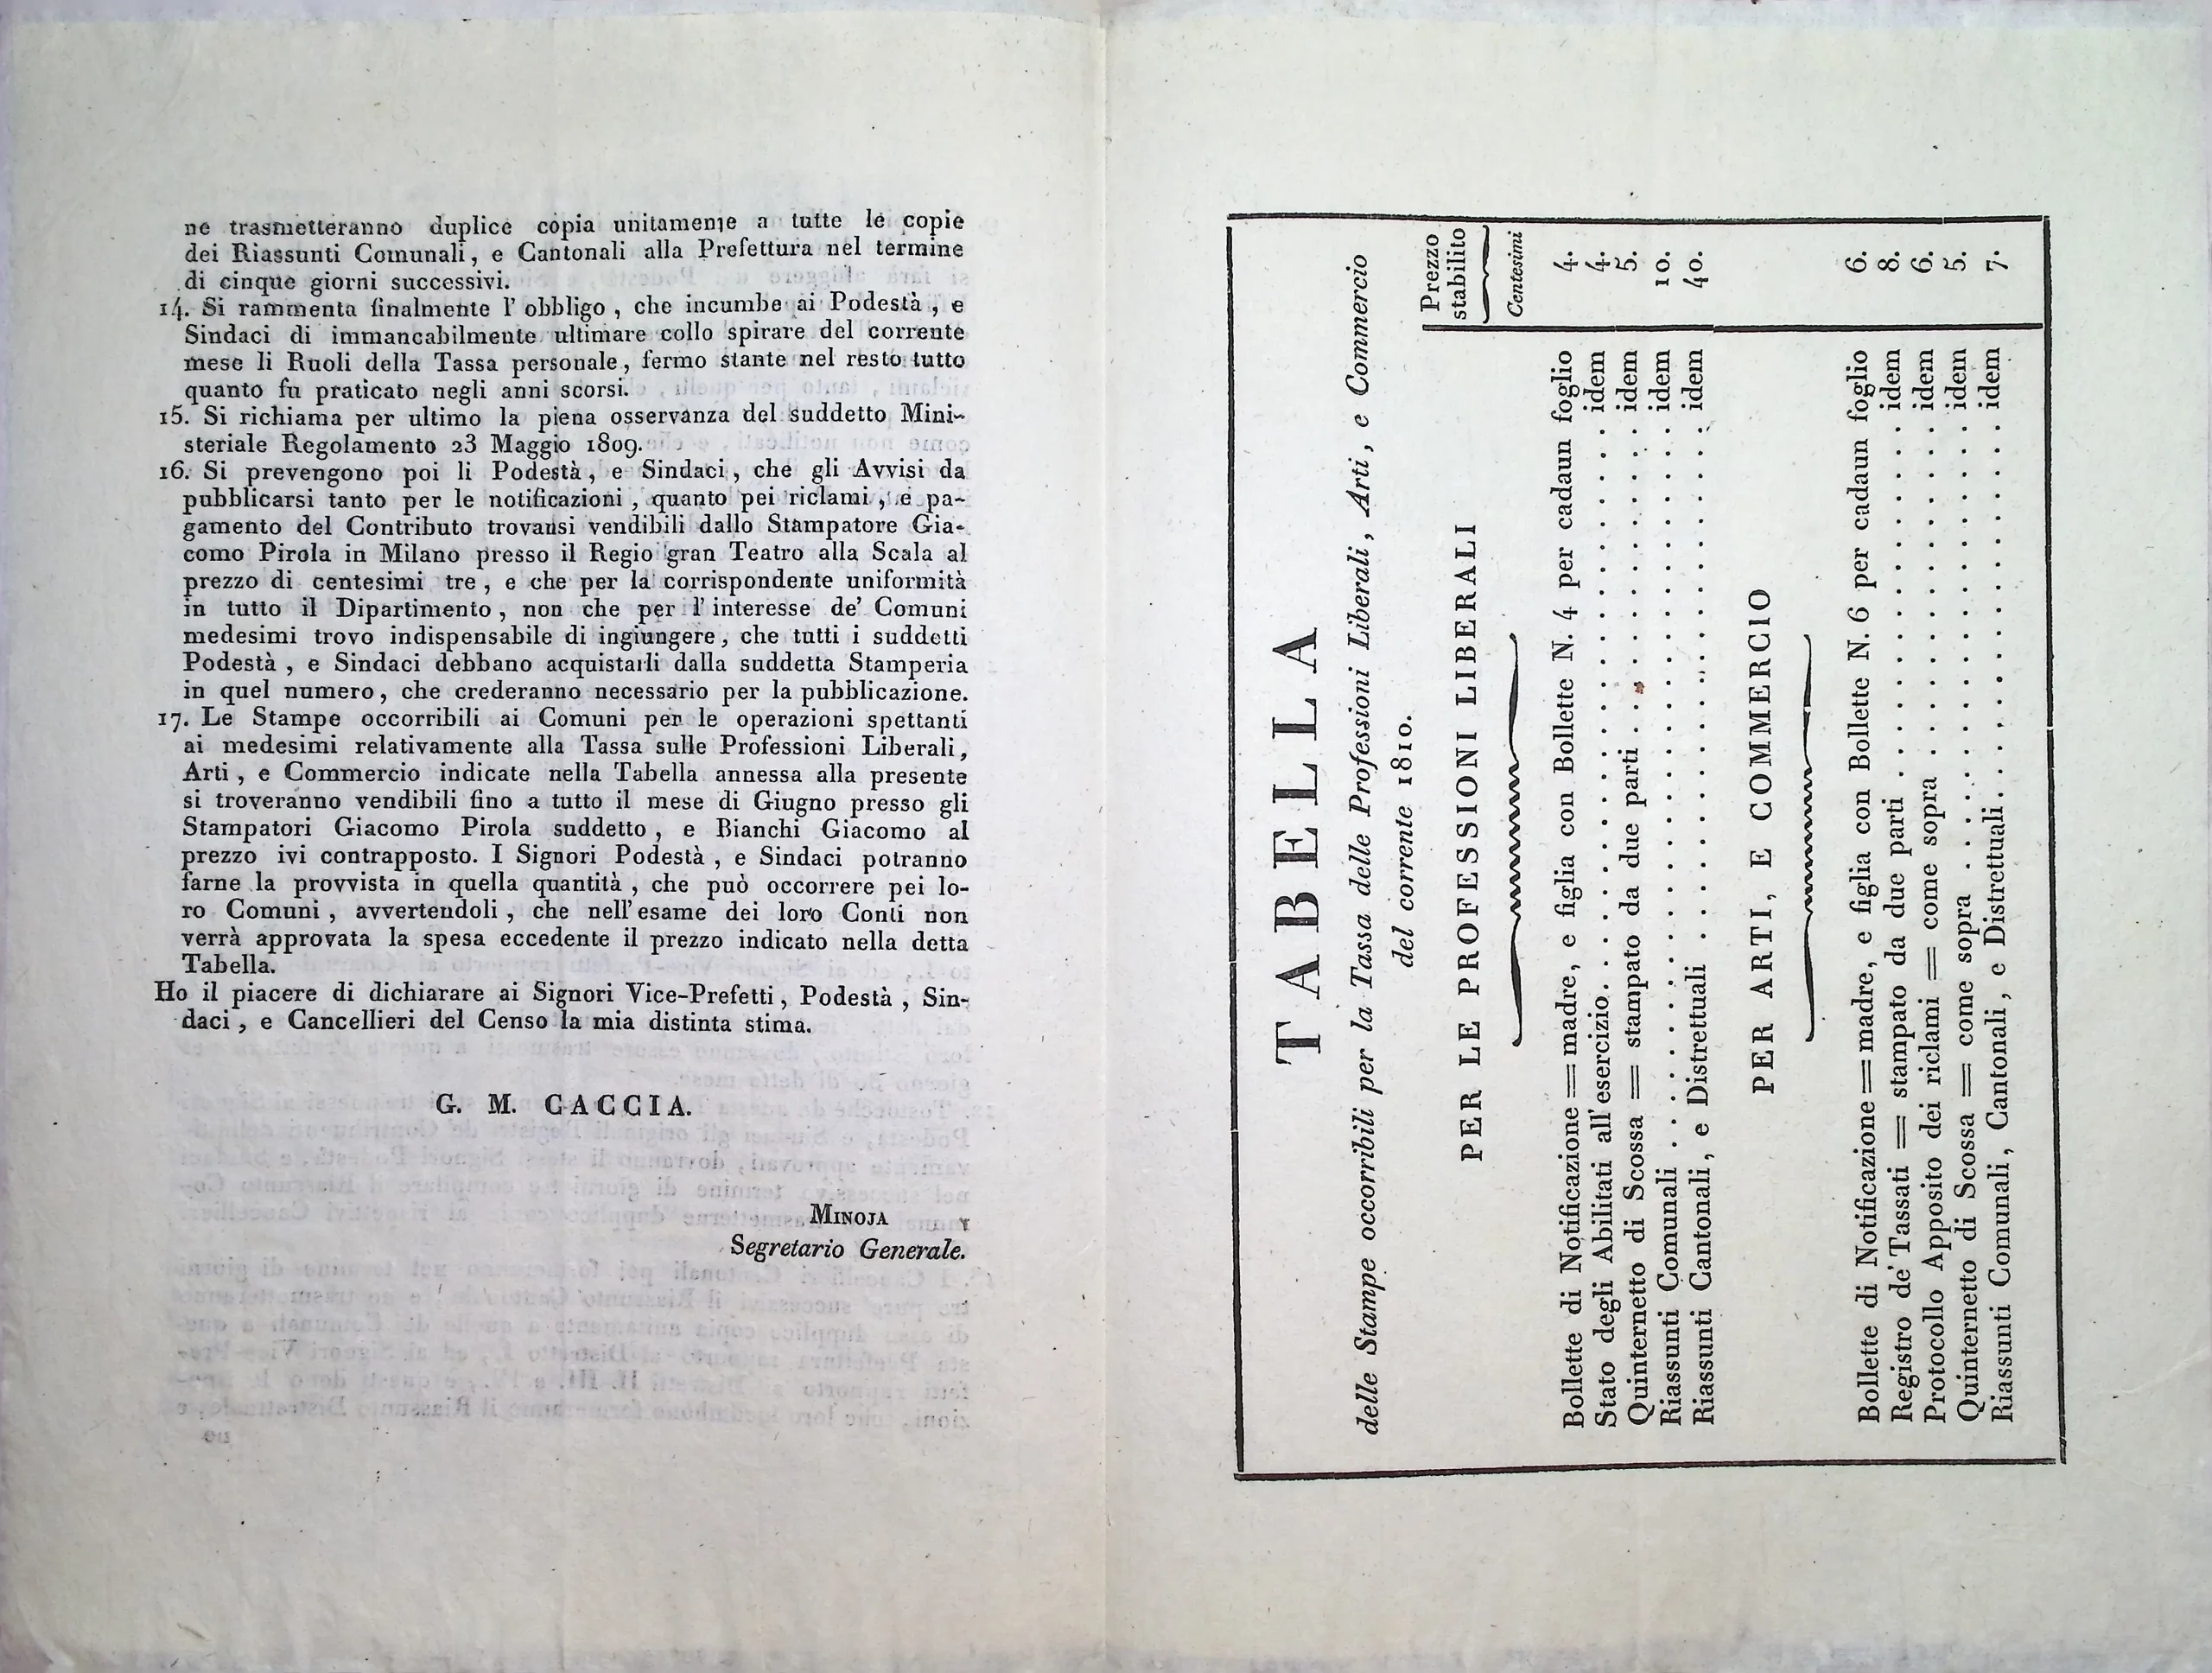 ne trasmetteranno duplice copia unitamente a tutte le copie
dei Riassunti Comunali, e Cantonali alla Prefettura nel termine
di cinque giorni successivi.
14. Si rammenta finalmente l' obbligo, che incumbe ai Podestà, e
Sindaci di immancabilmente ultimare collo spirare del corrente
mese li Ruoli della Tassa personale, fermo stante nel resto tutto
quanto fu praticato negli anni scorsi.
15. Si richiama per ultimo la piena osservanza del suddetto Mini-
steriale Regolamento 23 Maggio 1809.
16. Si prevengono poi li Podestà, e Sindaci, che gli Avvisi da
pubblicarsi tanto per le notificazioni, quanto pei riclami, e pa-
gamento del Contributo trovansi vendibili dallo Stampatore Gia-
como Pirola in Milano presso il Regio gran Teatro alla Scala al
prezzo di centesimi tre, e che per la corrispondente uniformità
in tutto il Dipartimento, non che per l' interesse de' Comuni
medesimi trovo indispensabile di ingiungere, che tutti i suddetti
Podestà, e Sindaci debbano acquistarli dalla suddetta Stamperia
in quel numero, che crederanno necessario per la pubblicazione.
17. Le Stampe occorribili ai Comuni per le operazioni spettanti
ai medesimi relativamente alla Tassa sulle Professioni Liberali,
Arti, e Commercio indicate nella Tabella annessa alla presente
si troveranno vendibili fino a tutto il mese di Giugno presso gli
Stampatori Giacomo Pirola suddetto, e Bianchi Giacomo al
prezzo ivi contrapposto. I Signori Podestà, e Sindaci potranno
farne la provvista in quella quantità, che può occorrere pei lo-
ro Comuni, avvertendoli, che nell' esame dei loro Conti non
verrà approvata la spesa eccedente il prezzo indicato nella detta
Tabella.
Ho il piacere di dichiarare ai Signori Vice-Prefetti, Podestà, Sin-
daci, e Cancellieri del Censo la mia distinta stima.
G. M. CACCIA.
MINOJA
Segretario Generale.
TABELLA
delle Stampe occorribili per la Tassa delle Professioni Liberali, Arti, e Commercio
del corrente 1810.
Prezzo
stabilito
PER LE PROFESSIONI LIBERALI
Centesimi
Bollette di Notificazione = madre, e figlia con Bollette N. 4 per cadaun foglio 4.
Stato degli Abilitati all' esercizio . . . . . . . . . . idem 4.
Quinternetto di Scossa = stampato da due parti . . . . . . . . idem 5.
Riassunti Comunali . . . . . . . . . . . . idem 10.
Riassunti Cantonali, e Distrettuali . . . . . . . . . . idem 40.
PER ARTI, E COMMERCIO
Bollette di Notificazione = madre, e figlia con Bollette N. 6 per cadaun foglio 6.
Registro de' Tassati = stampato da due parti . . . . . . . . idem 8.
Protocollo Apposito dei riclami = come sopra . . . . . . . . idem 6.
Quinternetto di Scossa = come sopra . . . . . . . . idem 5.
Riassunti Comunali, Cantonali, e Distrettuali . . . . . . . . idem 7.